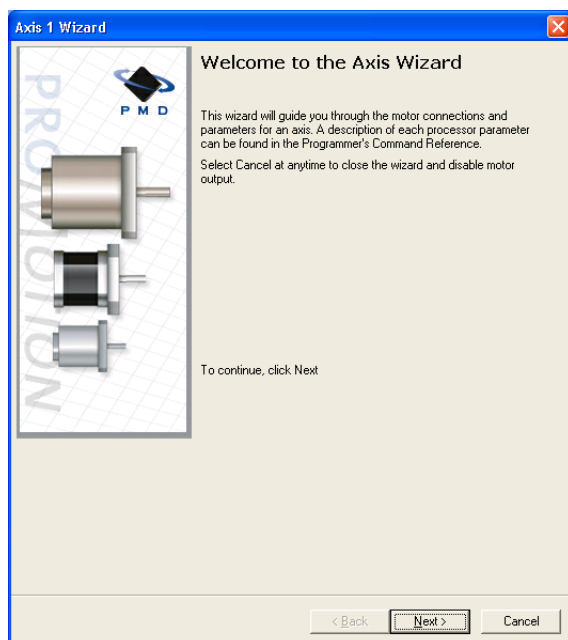 Axis 1 Wizard
PMD
PRO-MOTION
Welcome to the Axis Wizard
This wizard will guide you through the motor connections and
parameters for an axis. A description of each processor parameter
can be found in the Programmer's Command Reference.
Select Cancel at anytime to close the wizard and disable motor
output.
To continue, click Next
< Back
Next >
Cancel